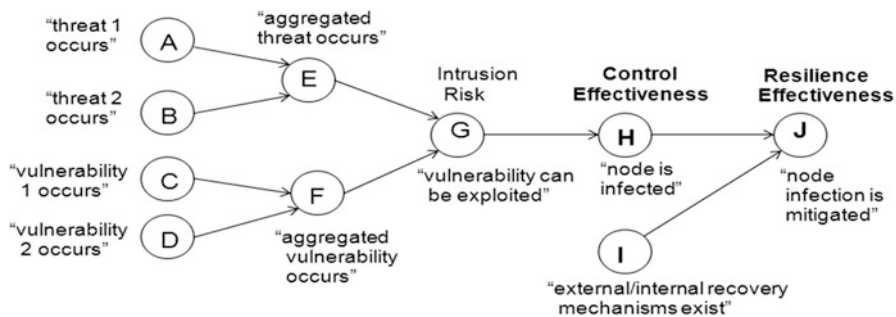 “threat 1
occurs”
A
“aggregated
threat occurs”
E
“threat 2
occurs”
B
Intrusion
Risk
G
“vulnerability can
be exploited”
Control
Effectiveness
H
“node is
infected”
Resilience
Effectiveness
J
“node
infection is
mitigated”
“vulnerability
1 occurs”
C
F
“vulnerability
2 occurs”
D
“aggregated
vulnerability
occurs”
I
“external/internal recovery
mechanisms exist”